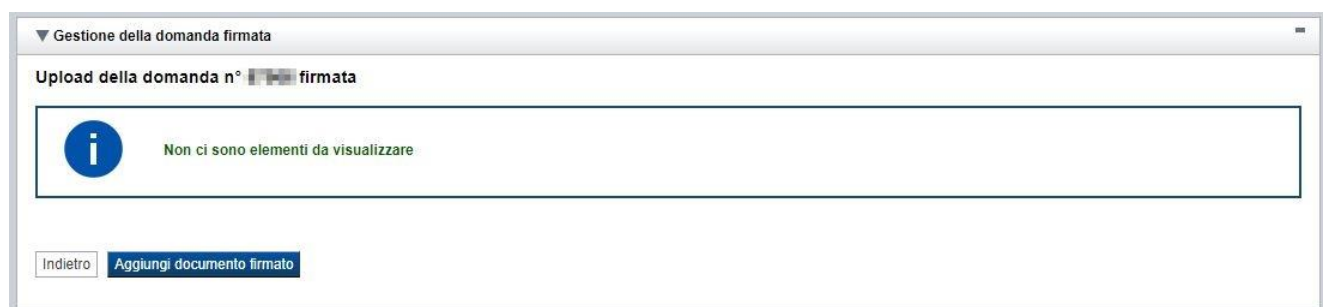 ▼ Gestione della domanda firmata
Upload della domanda n° firmata
i
Non ci sono elementi da visualizzare
Indietro
Aggiungi documento firmato